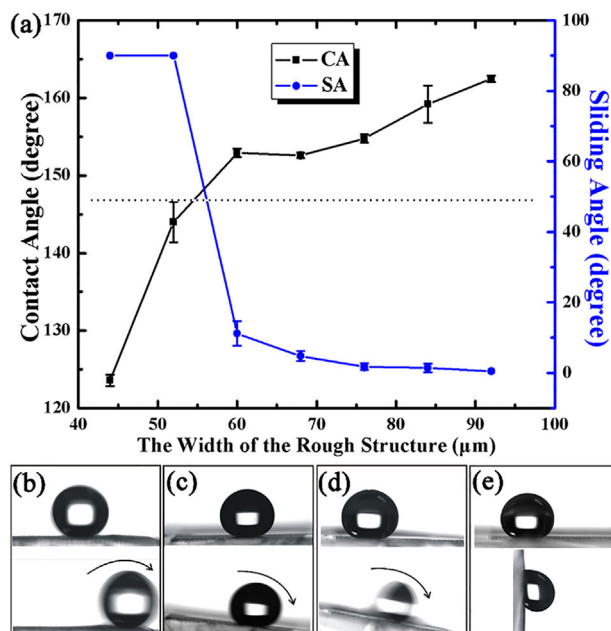 (a)
170
160
150
140
130
120
Contact Angle (degree)
CA
SA
100
80
60
40
20
0
Sliding Angle (degree)
40 50 60 70 80 90 100
The Width of the Rough Structure (μm)
(b) (c) (d) (e)